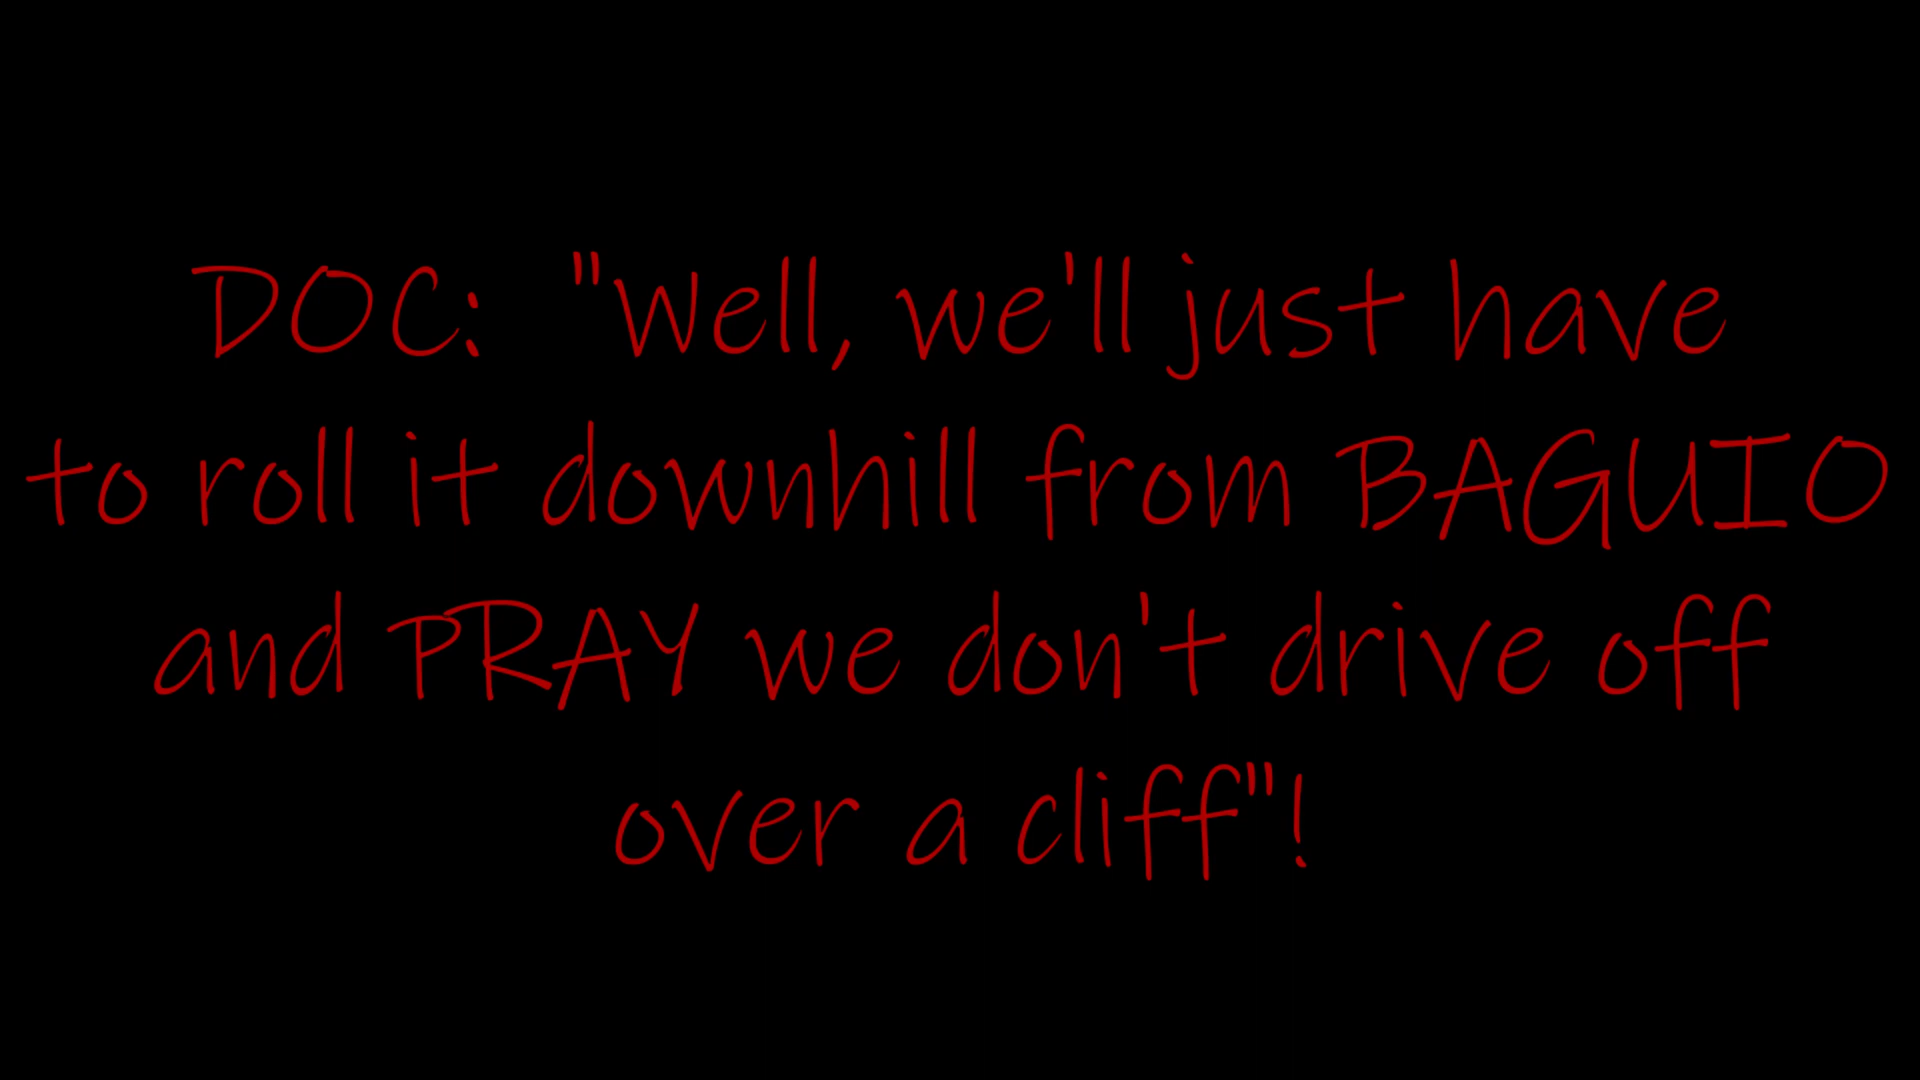 DOC: "Well, we'll just have
to roll it downhill from BAGUIO
and PRAY we don't drive off
over a cliff"!